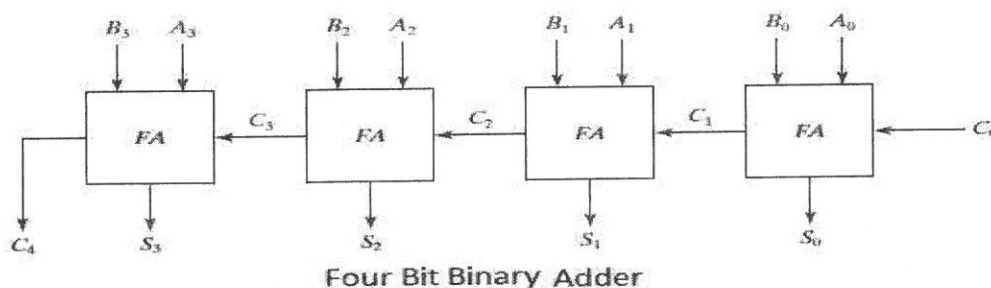 B₃ A₃ B₂ A₂ B₁ A₁ B₀ A₀
FA C₃ FA C₂ FA C₁ FA
C₄ S₃ S₂ S₁ S₀
Four Bit Binary Adder